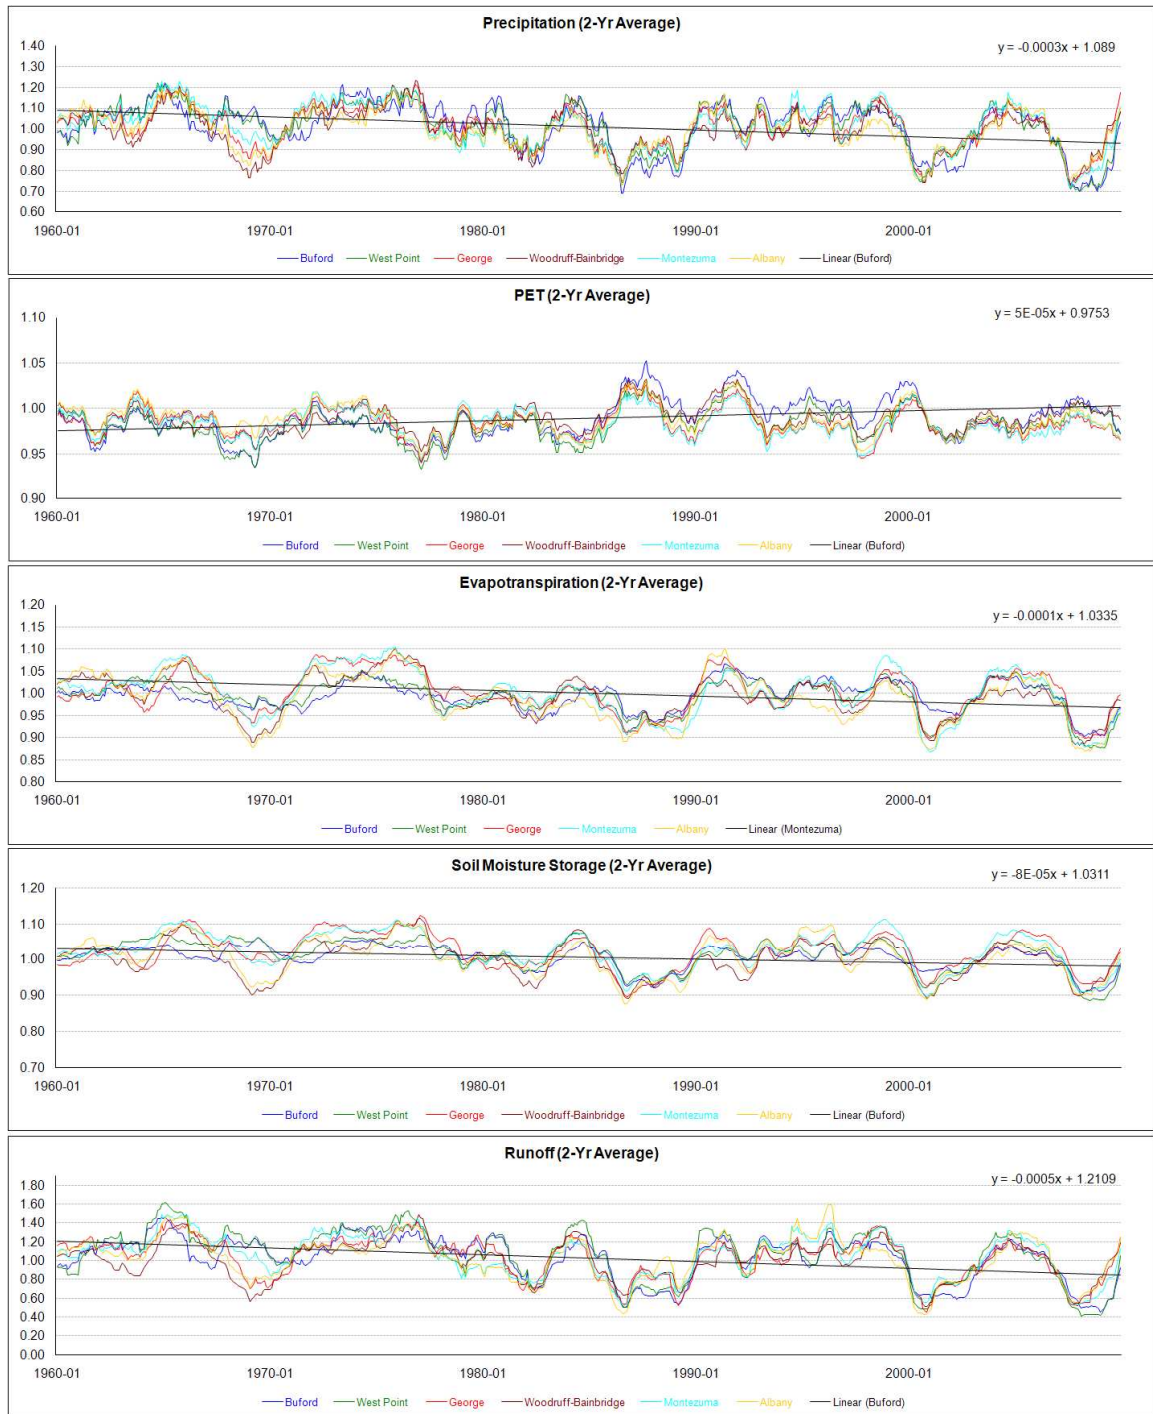 Precipitation (2-Yr Average)
y = -0.0003x + 1.089
1.40
1.30
1.20
1.10
1.00
0.90
0.80
0.70
0.60
1960-01 1970-01 1980-01 1990-01 2000-01
Buford West Point George Woodruff-Bainbridge Montezuma Albany Linear (Buford)
PET (2-Yr Average)
y = 5E-05x + 0.9753
1.10
1.05
1.00
0.95
0.90
1960-01 1970-01 1980-01 1990-01 2000-01
Buford West Point George Woodruff-Bainbridge Montezuma Albany Linear (Buford)
Evapotranspiration (2-Yr Average)
y = -0.0001x + 1.0335
1.20
1.15
1.10
1.05
1.00
0.95
0.90
0.85
0.80
1960-01 1970-01 1980-01 1990-01 2000-01
Buford West Point George Montezuma Albany Linear (Montezuma)
Soil Moisture Storage (2-Yr Average)
y = -8E-05x + 1.0311
1.20
1.10
1.00
0.90
0.80
0.70
1960-01 1970-01 1980-01 1990-01 2000-01
Buford West Point George Woodruff-Bainbridge Montezuma Albany Linear (Buford)
Runoff (2-Yr Average)
y = -0.0005x + 1.2109
1.80
1.60
1.40
1.20
1.00
0.80
0.60
0.40
0.20
0.00
1960-01 1970-01 1980-01 1990-01 2000-01
Buford West Point George Woodruff-Bainbridge Montezuma Albany Linear (Buford)